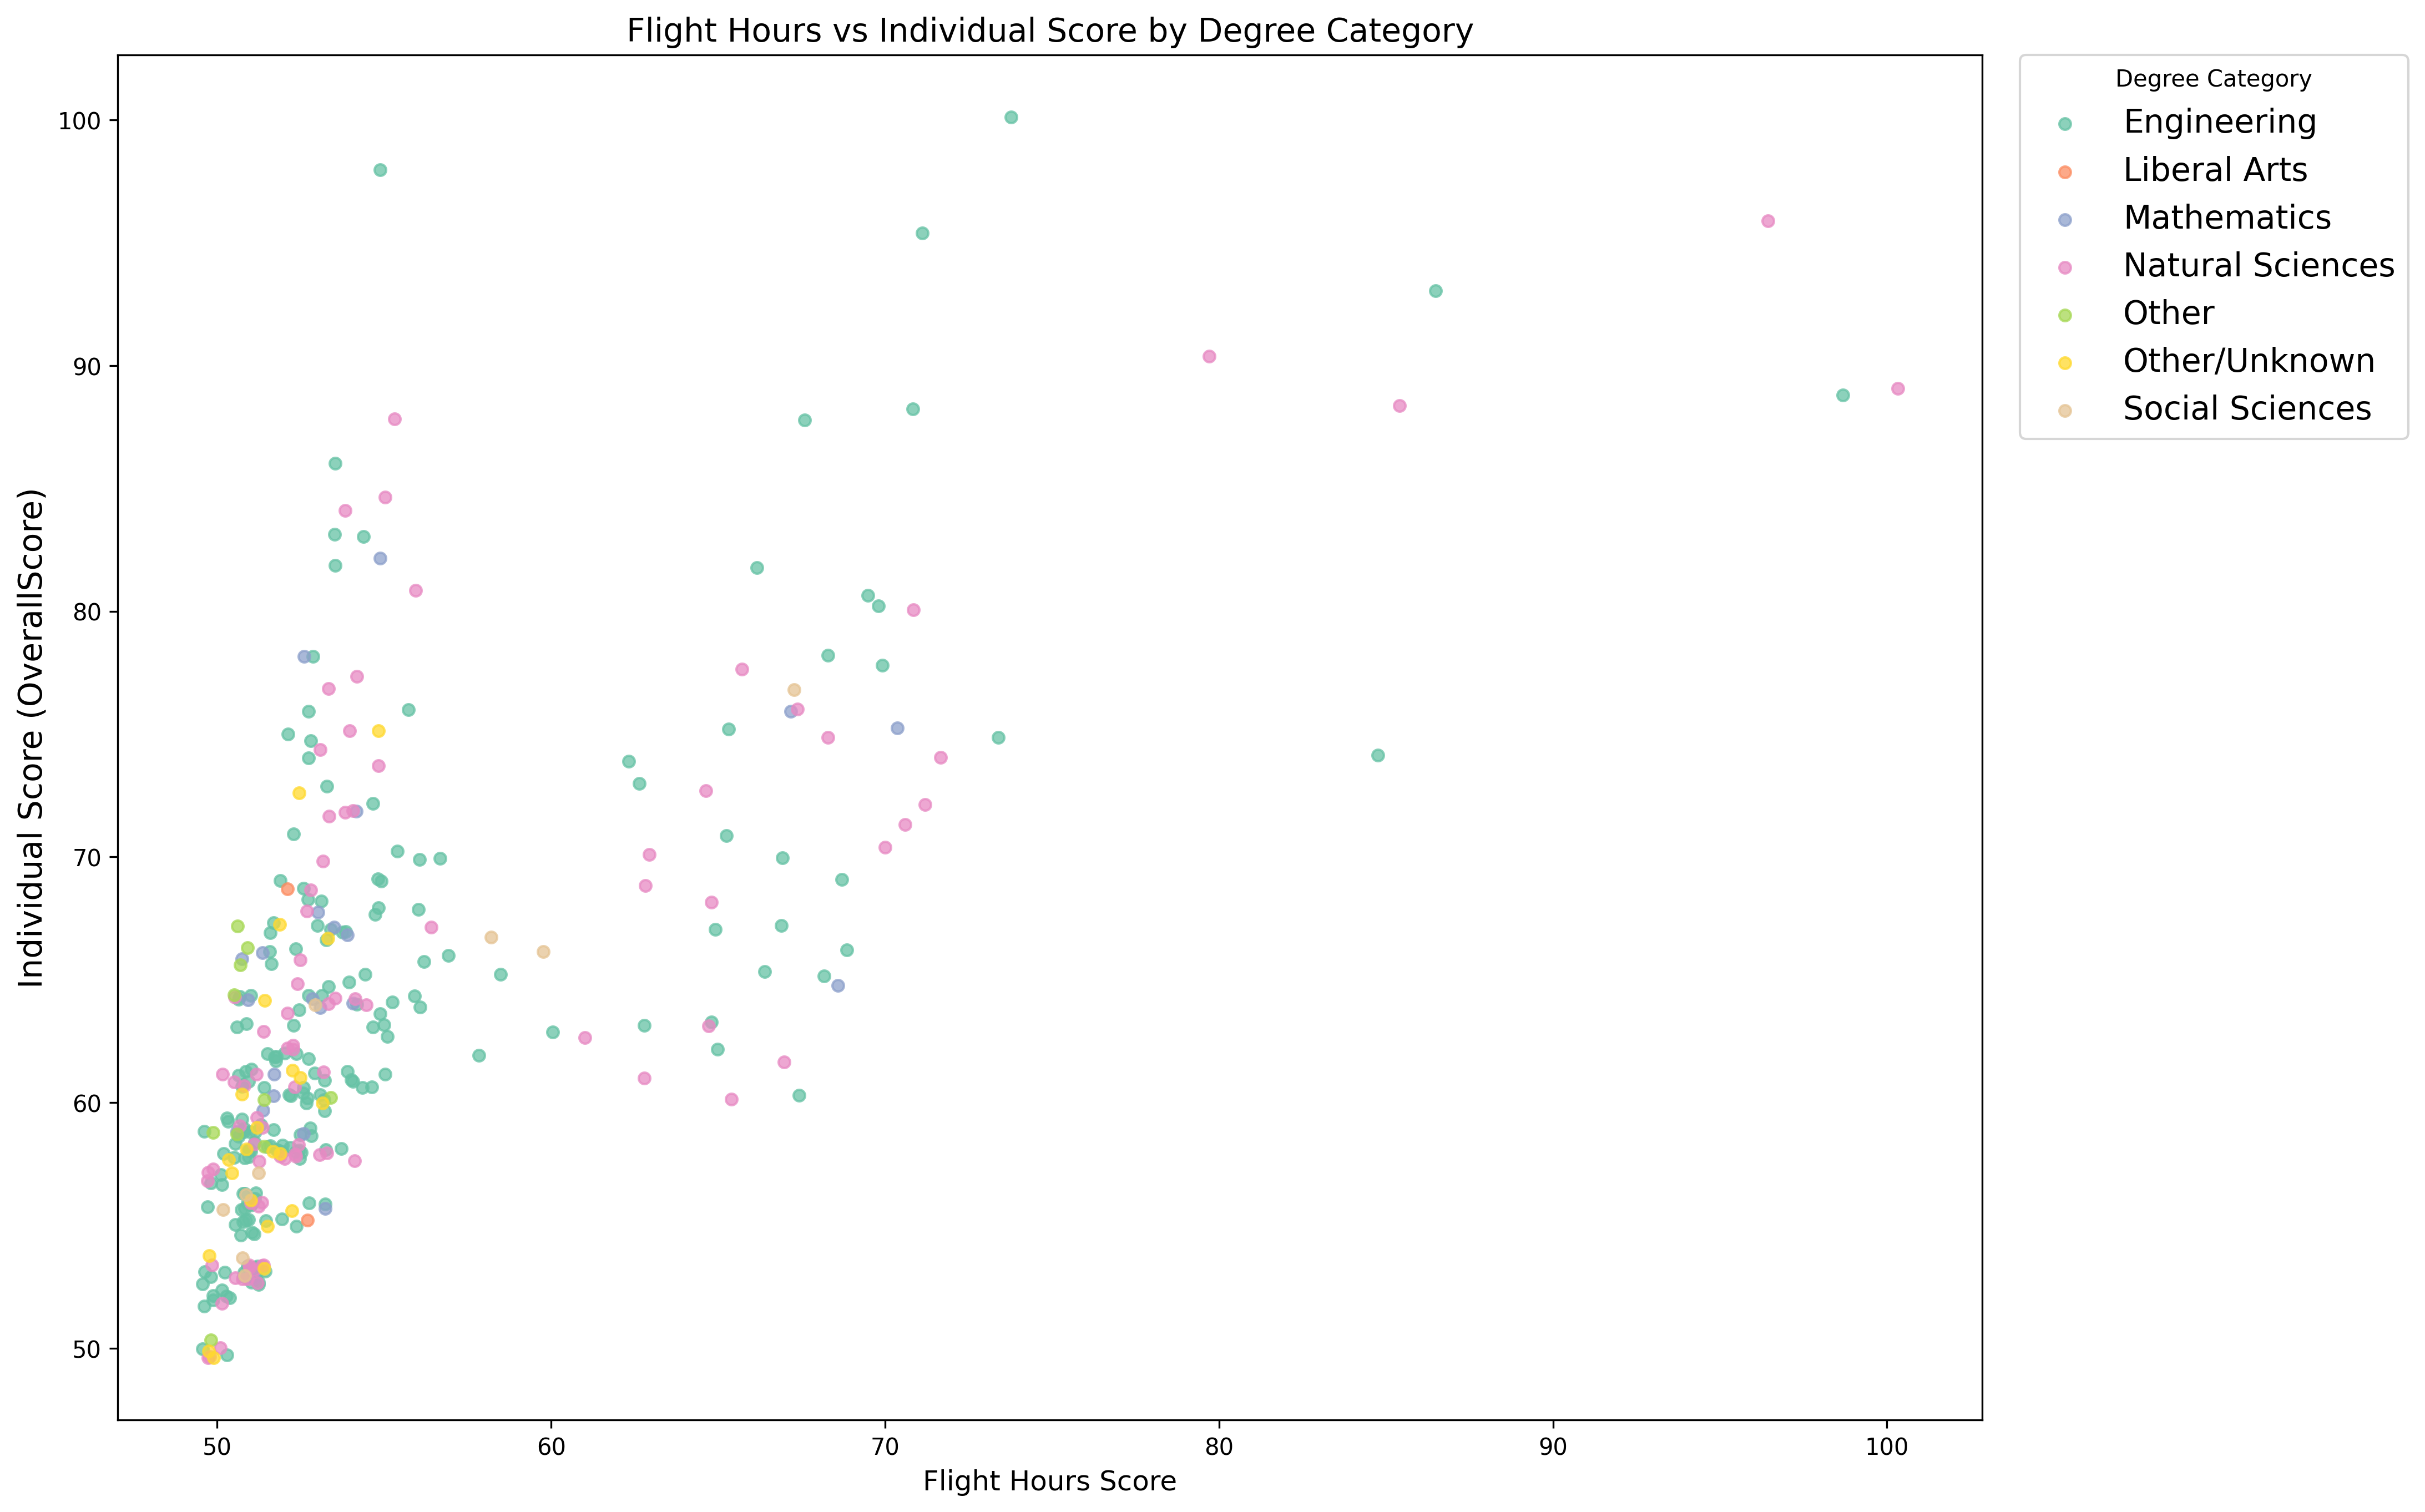 Flight Hours vs Individual Score by Degree Category
Individual Score (OverallScore)
100
90
80
70
60
50
50 60 70 80 90 100
Flight Hours Score
Degree Category
Engineering
Liberal Arts
Mathematics
Natural Sciences
Other
Other/Unknown
Social Sciences